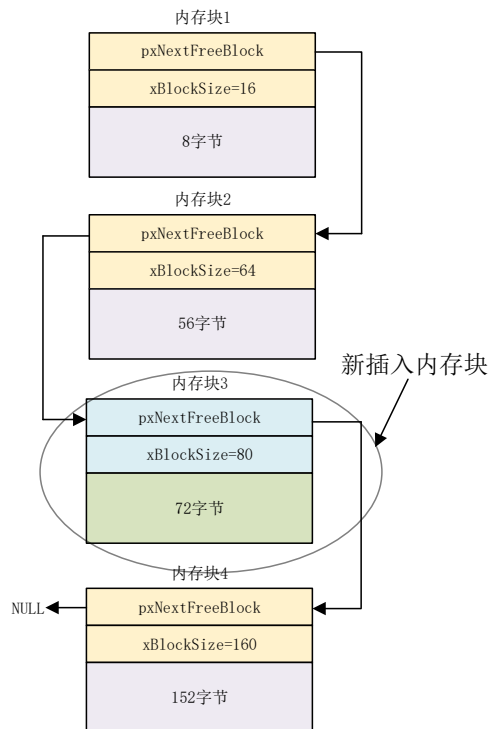 内存块1
pxNextFreeBlock
xBlockSize=16
8字节
内存块2
pxNextFreeBlock
xBlockSize=64
56字节
新插入内存块
内存块3
pxNextFreeBlock
xBlockSize=80
72字节
内存块4
NULL
pxNextFreeBlock
xBlockSize=160
152字节